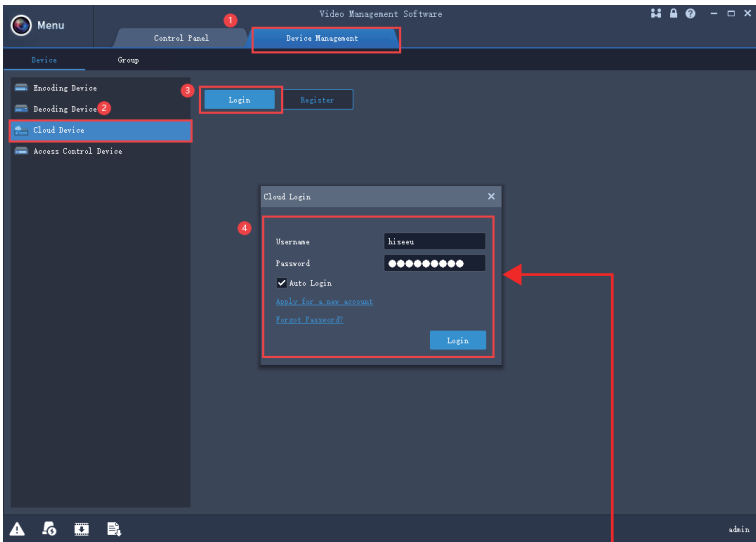 Video Management Software
Menu
1
Control Panel
Device Management
Device
Group
Encoding Device
Decoding Device
2
Cloud Device
Access Control Device
3
Login
Register
Cloud Login
4
Username
hiseeu
Password
Auto Login
Apply for a new account
Forgot Password?
Login
admin